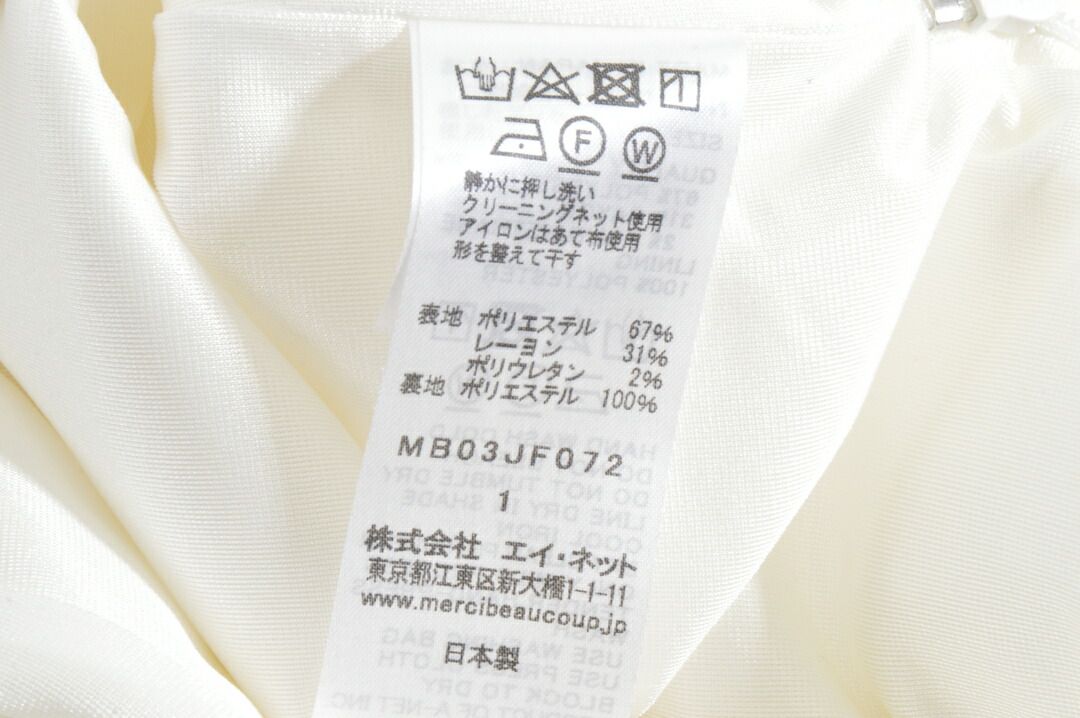 F W
静かに押し洗い
クリーニングネット使用
アイロンはあて布使用
形を整えて干す
表地 ポリエステル 67%
レーヨン 31%
ポリウレタン 2%
裏地 ポリエステル 100%
MB03JF072
1
株式会社 エイ・ネット
東京都江東区新大橋1-1-11
www.mercibeaucoup.jp
日本製